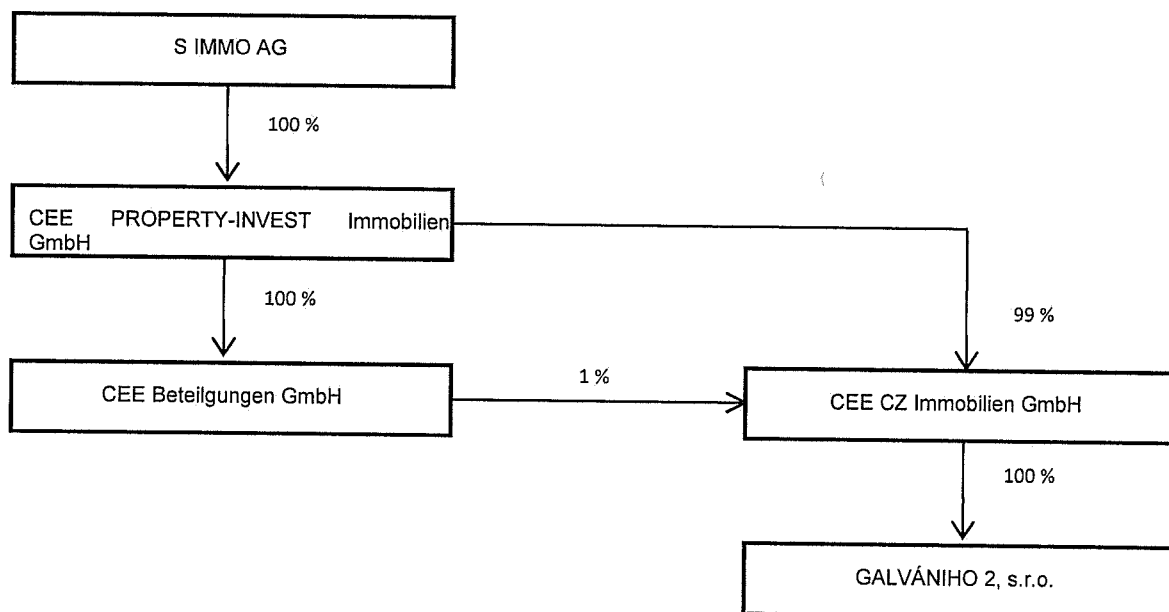 S IMMO AG
100 %
CEE PROPERTY-INVEST Immobilien
GmbH
100 %
99 %
CEE Beteilgungen GmbH
1 %
CEE CZ Immobilien GmbH
100 %
GALVÁNIHO 2, s.r.o.